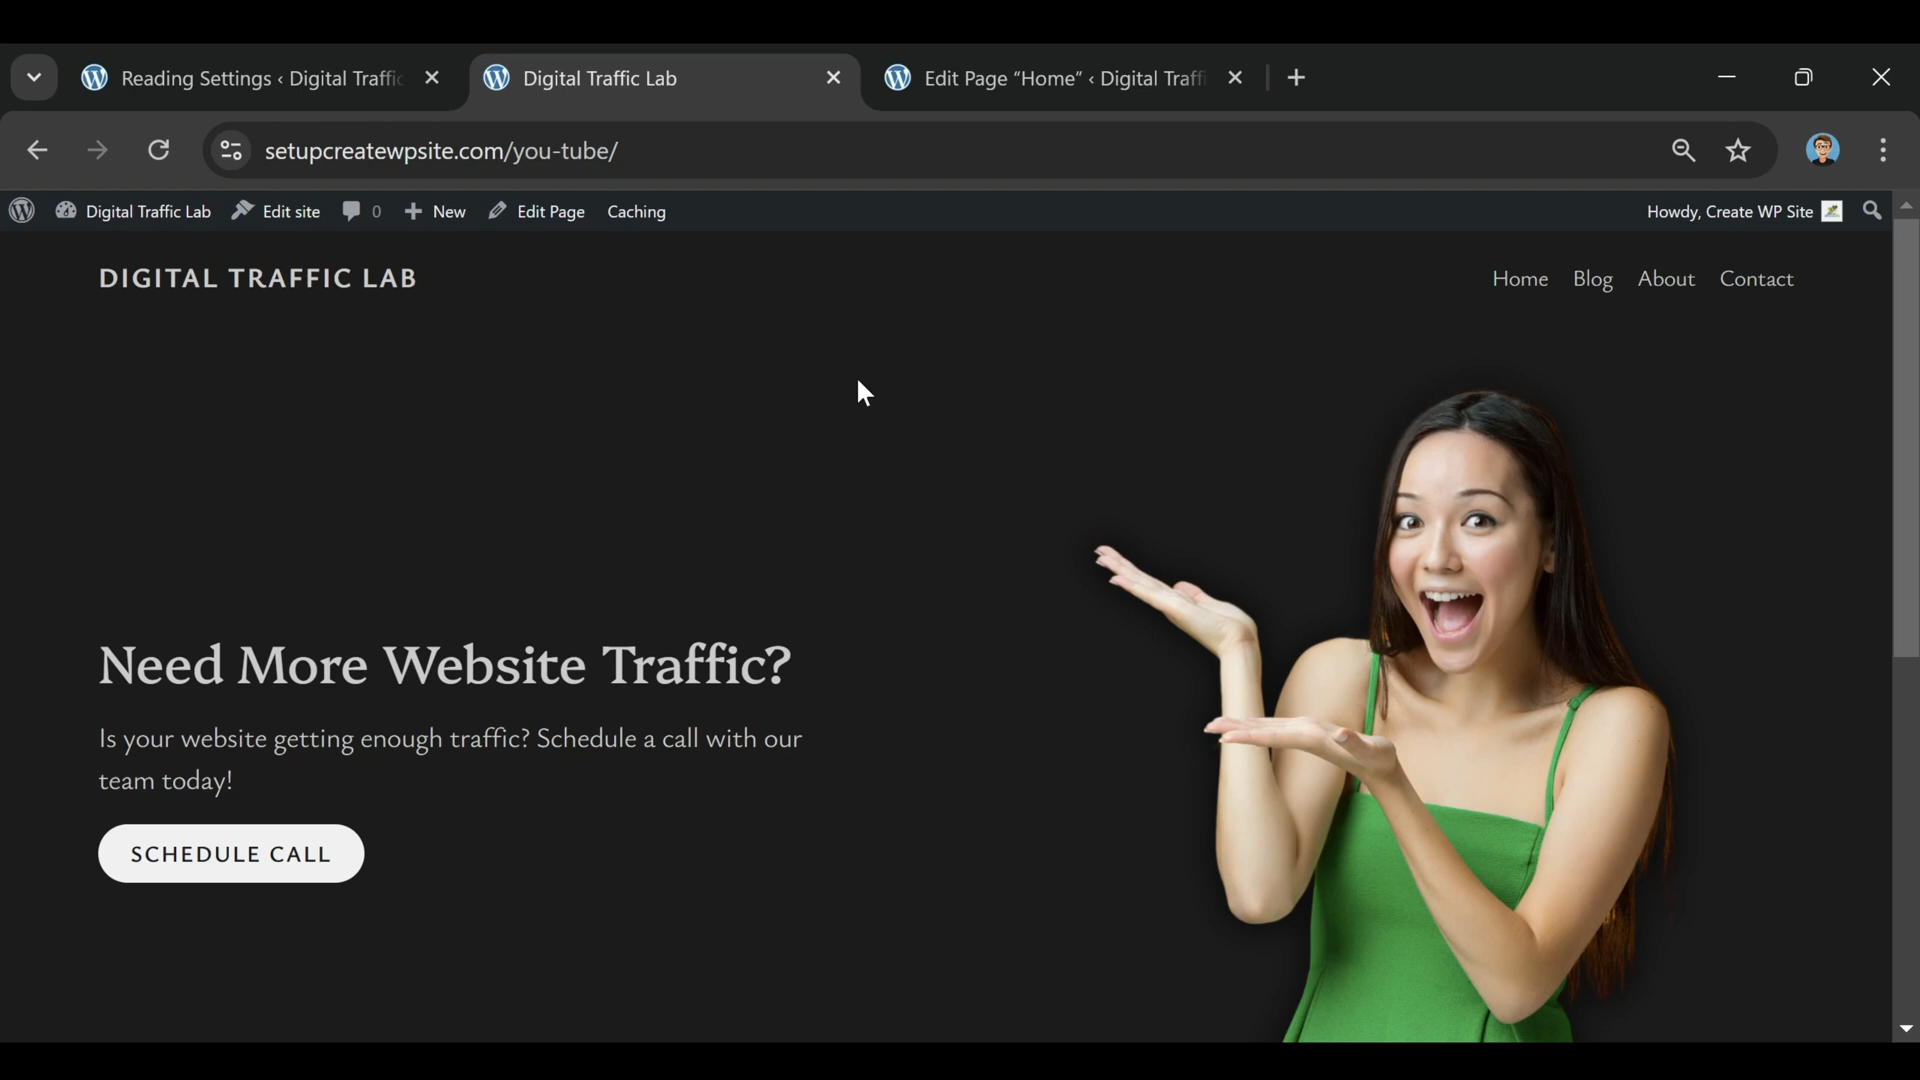 Reading Settings ‹ Digital Traffic
Digital Traffic Lab
Edit Page “Home” ‹ Digital Traffi
setupcreatewpsite.com/you-tube/
Digital Traffic Lab
Edit site
0
New
Edit Page
Caching
Howdy, Create WP Site
DIGITAL TRAFFIC LAB
Home Blog About Contact
Need More Website Traffic?
Is your website getting enough traffic? Schedule a call with our
team today!
SCHEDULE CALL